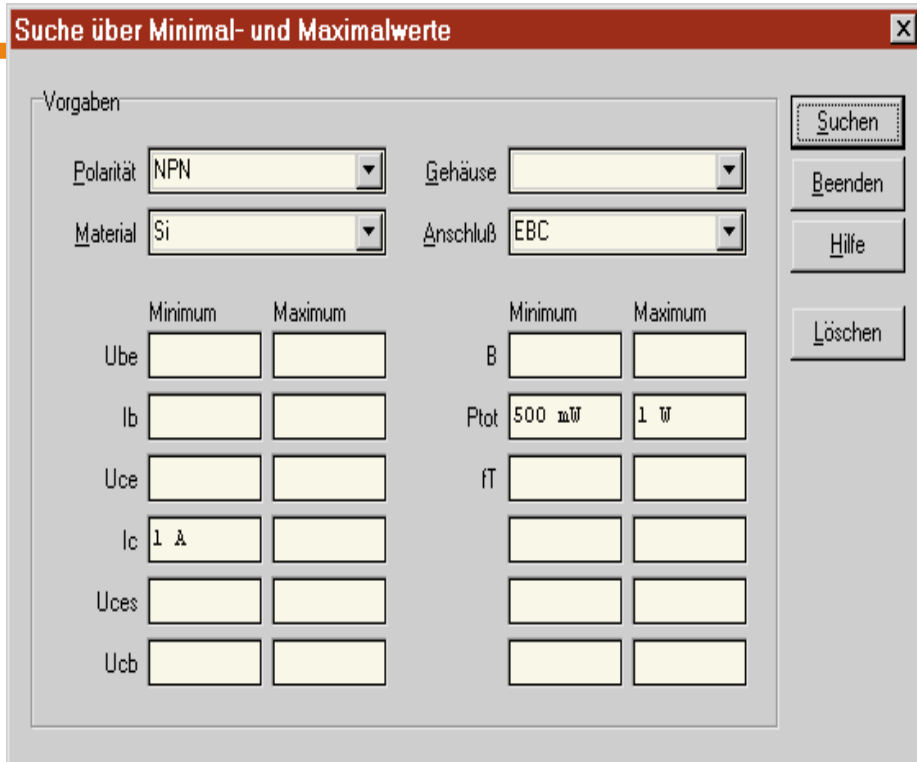 Suche über Minimal- und Maximalwerte
Vorgaben
Polarität NPN Gehäuse
Material Si Anschluß EBC
Suchen
Beenden
Hilfe
Löschen
Minimum Maximum Minimum Maximum
Ube B
Ib Ptot 500 mW 1 W
Uce fT
Ic 1 A
Uces
Ucb